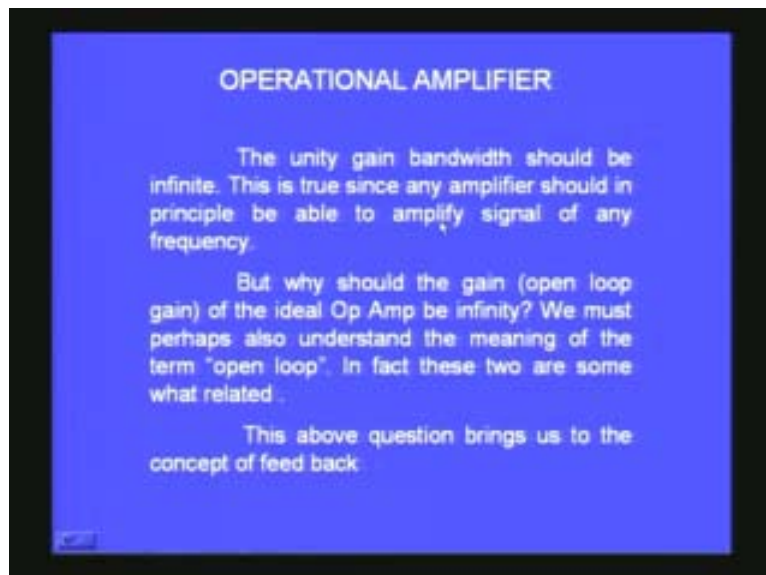 OPERATIONAL AMPLIFIER
The unity gain bandwidth should be
infinite. This is true since any amplifier should in
principle be able to amplify signal of any
frequency.
But why should the gain (open loop
gain) of the ideal Op Amp be infinity? We must
perhaps also understand the meaning of the
term "open loop". In fact these two are some
what related .
This above question brings us to the
concept of feed back